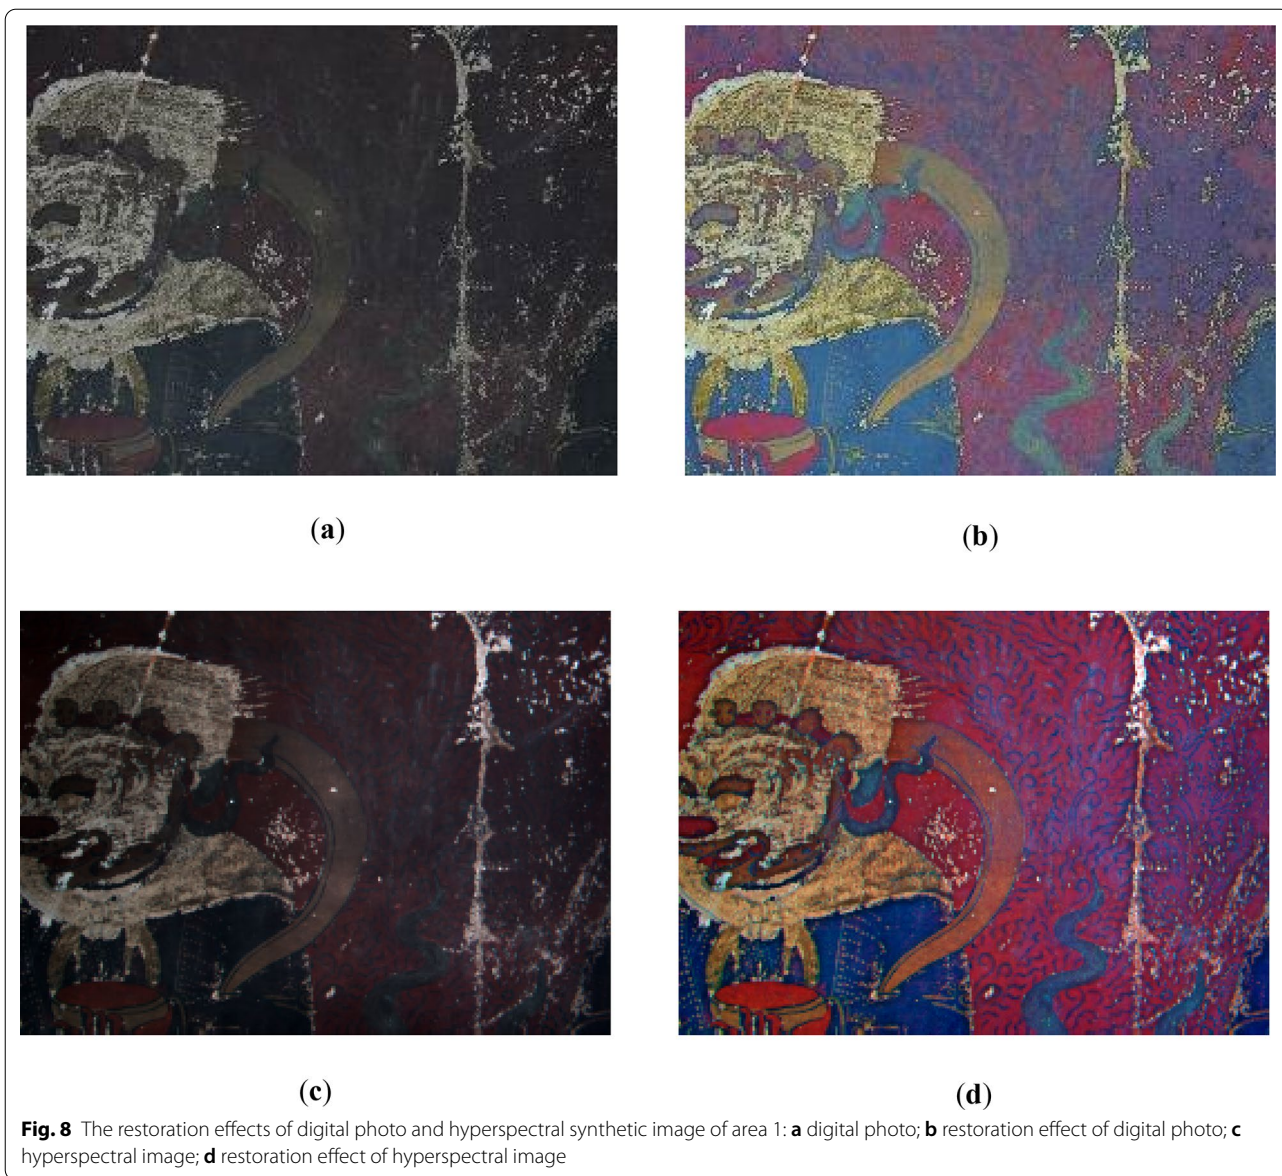 (a)
(b)
(c)
(d)
Fig. 8 The restoration effects of digital photo and hyperspectral synthetic image of area 1: a digital photo; b restoration effect of digital photo; c
hyperspectral image; d restoration effect of hyperspectral image